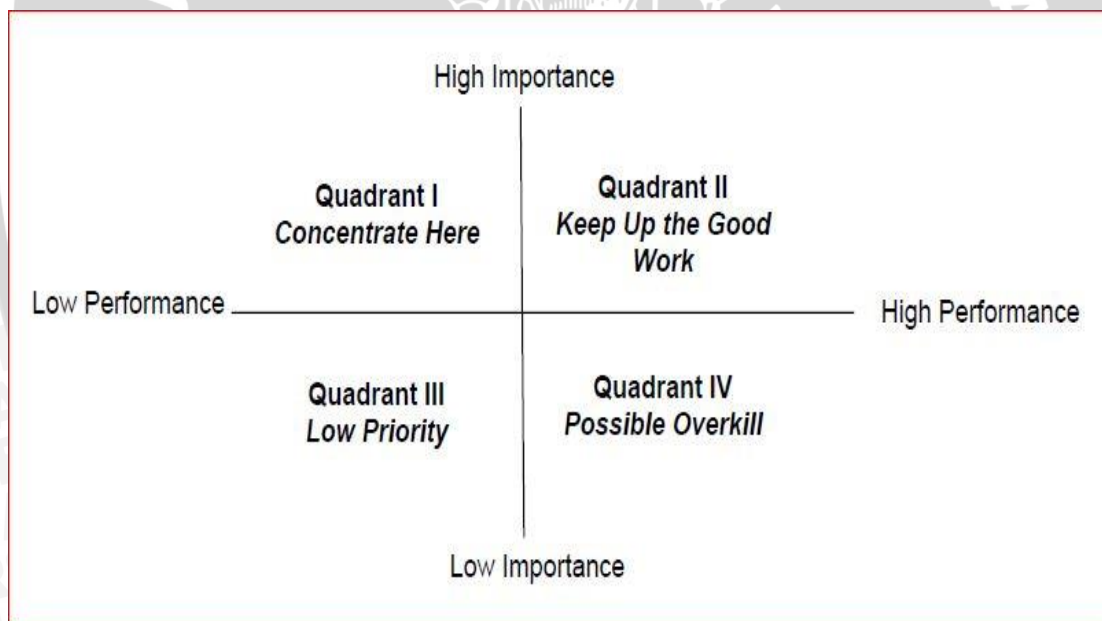 High Importance
Quadrant I
Concentrate Here
Quadrant II
Keep Up the Good
Work
Low Performance
High Performance
Quadrant III
Low Priority
Quadrant IV
Possible Overkill
Low Importance